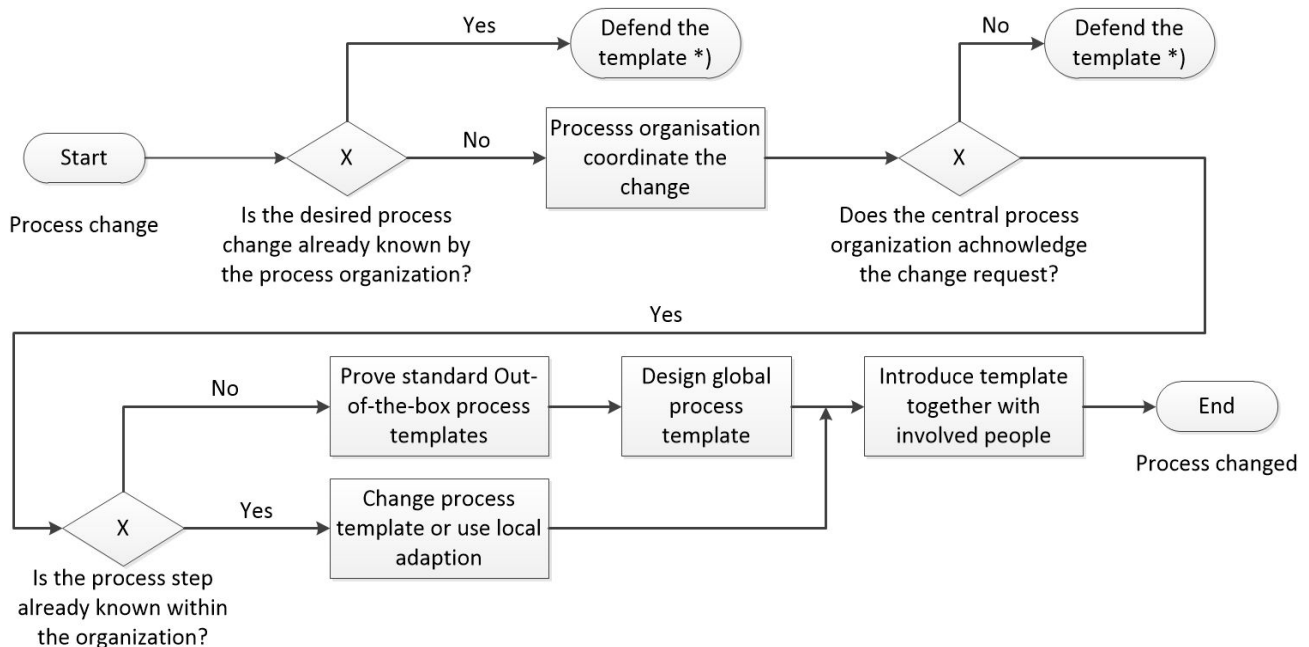 Yes
Defend the
template *)
No
Defend the
template *)
Start
Process change
X
Is the desired process
change already known by
the process organization?
No
Processs organisation
coordinate the
change
X
Does the central process
organization achnowledge
the change request?
Yes
No
Prove standard Out-
of-the-box process
templates
Design global
process
template
Introduce template
together with
involved people
End
Process changed
X
Is the process step
already known within
the organization?
Yes
Change process
template or use local
adaption